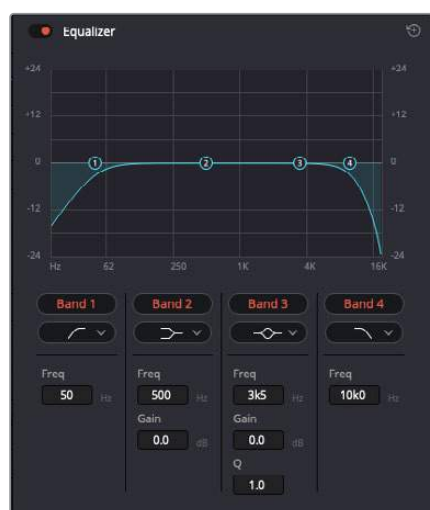 Equalizer
+24 +24
+12 +12
0 1 2 3 4 0
-12 -12
-24 -24
Hz 62 250 1K 4K 16K
Band 1 Band 2 Band 3 Band 4
Freq Freq Freq Freq
50 Hz 500 Hz 3k5 Hz 10k0 Hz
Gain Gain
0.0 dB 0.0 dB
Q
1.0